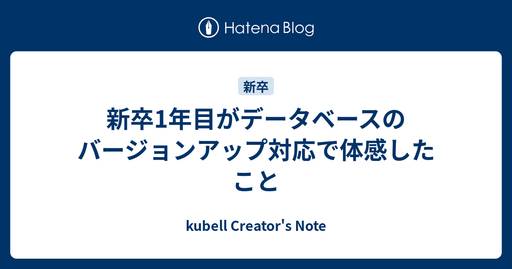 Hatena Blog
新卒
新卒1年目がデータベースの
バージョンアップ対応で体感した
こと
kubell Creator's Note